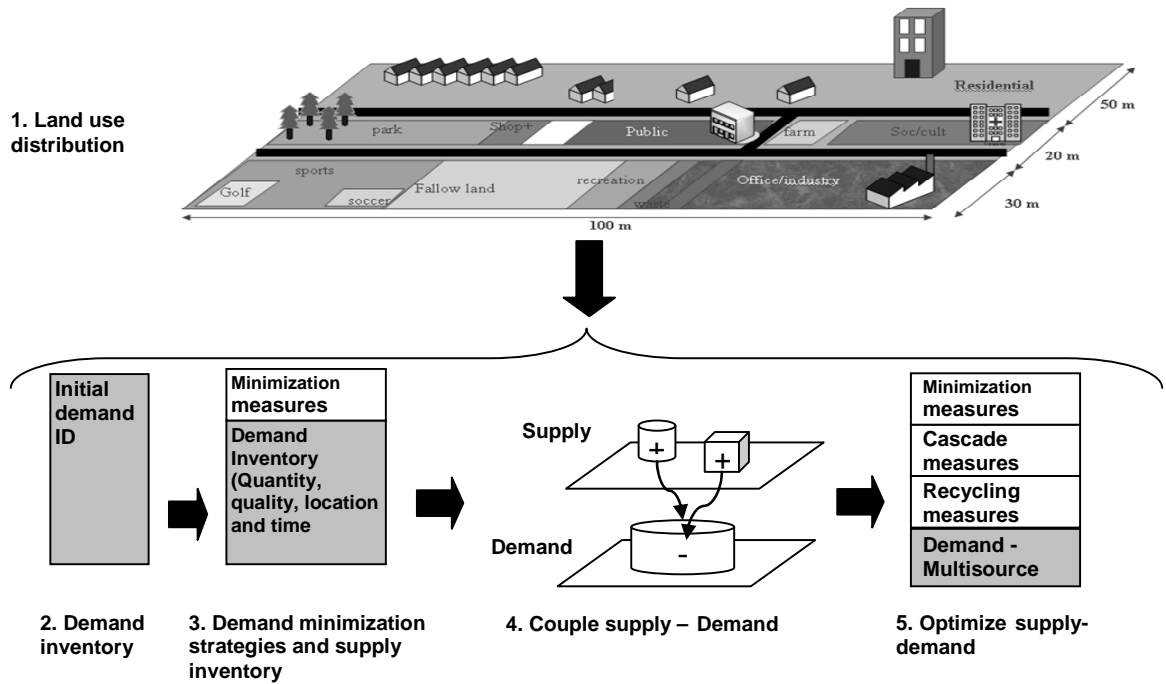 1. Land use
distribution
Residential
50 m
park
Shop+
Public
farm
Soc/cult
20 m
sports
Golf
soccer
Fallow land
recreation
waste
Office/industry
30 m
100 m
Initial
demand
ID
Minimization
measures
Demand
Inventory
(Quantity,
quality, location
and time
Supply
+
+
Demand
-
Minimization
measures
Cascade
measures
Recycling
measures
Demand -
Multisource
2. Demand
inventory
3. Demand minimization
strategies and supply
inventory
4. Couple supply – Demand
5. Optimize supply-
demand